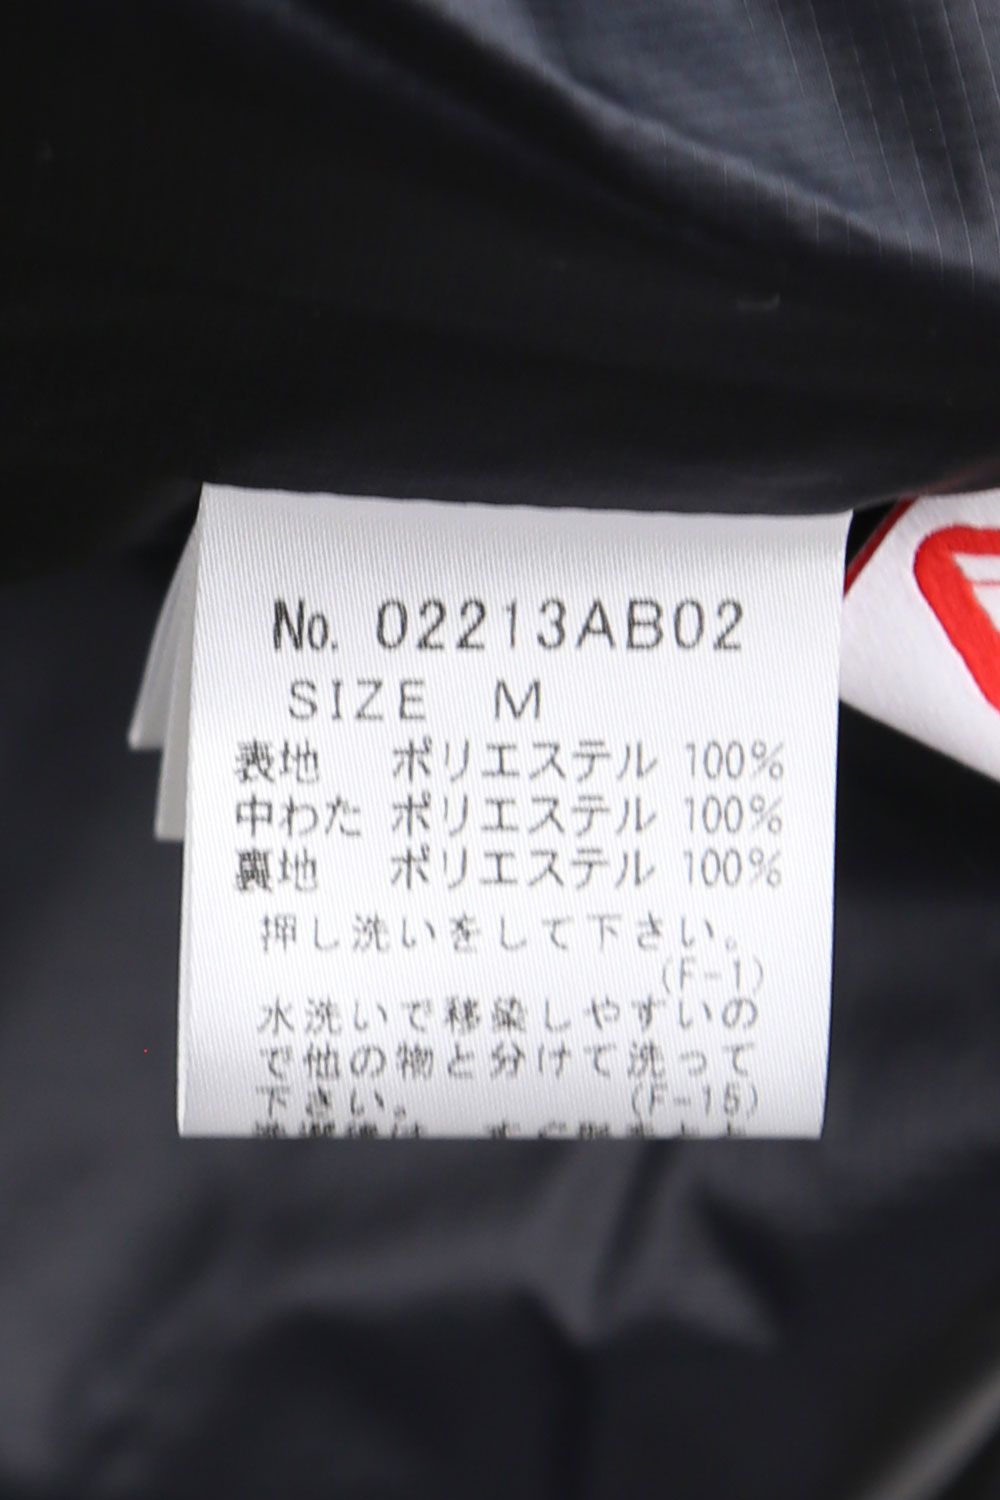 No. 02213AB02
SIZE M
表地 ポリエステル 100%
中わた ポリエステル 100%
裏地 ポリエステル 100%
押し洗いをして下さい。
(F-1)
水洗いで移染しやすいの
で他の物と分けて洗って
下さい。 (F-15)